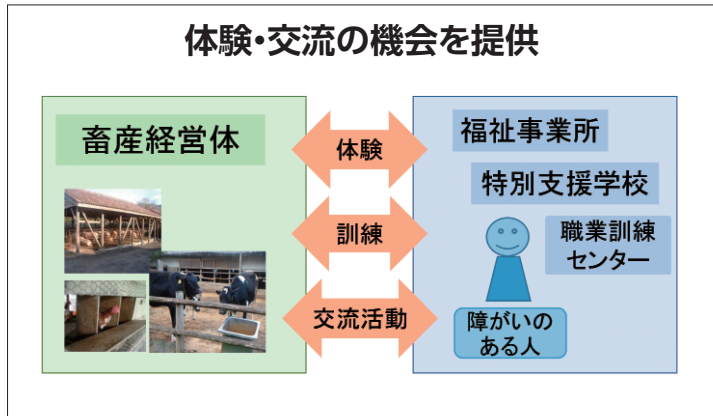 体験・交流の機会を提供
畜産経営体
体験
訓練
交流活動
福祉事業所
特別支援学校
職業訓練
センター
障がいの
ある人